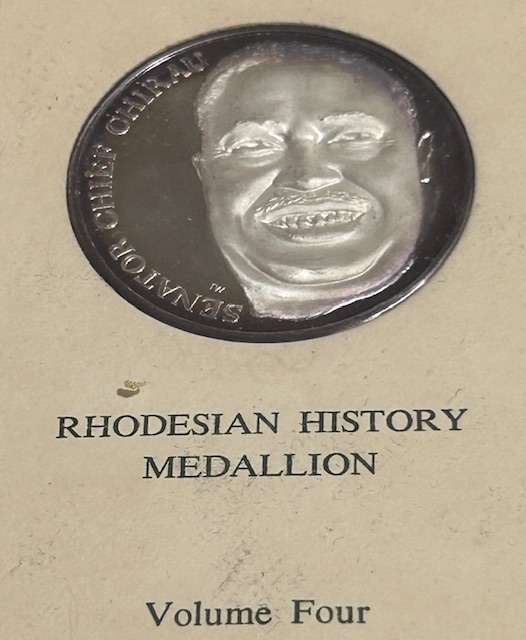 SENATOR CHIEF CHIRAU
TM
RHODESIAN HISTORY
MEDALLION
Volume Four